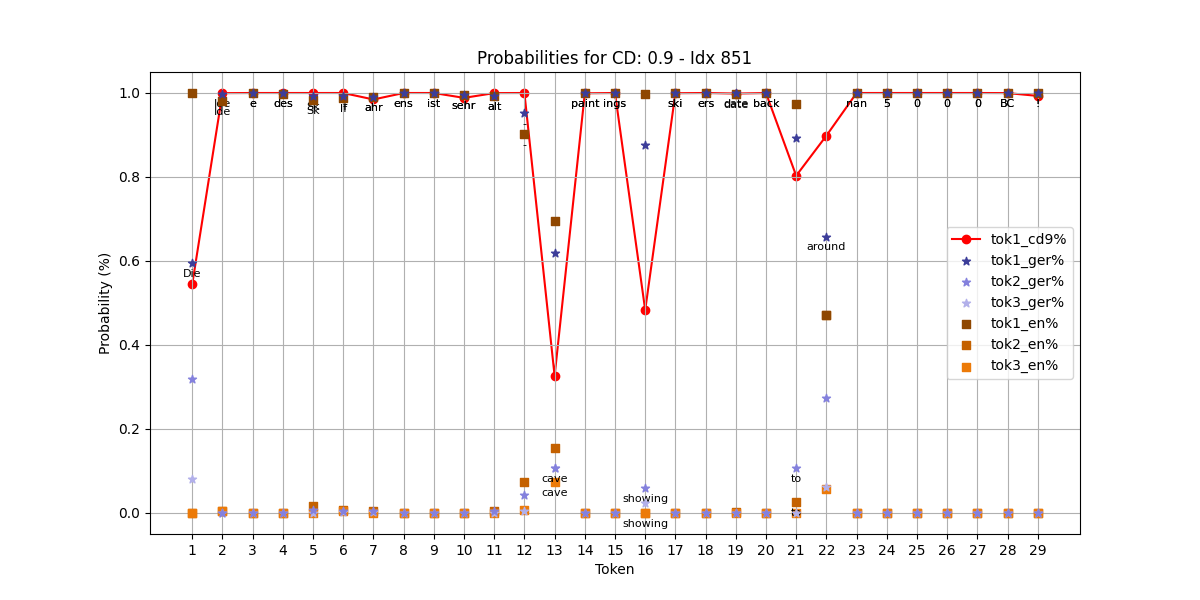 Probabilities for CD: 0.9 - Idx 851
Probability (%)
1.0
0.8
0.6
0.4
0.2
0.0
Die
Ide
e
des
Sk
lf
ahr
ens
ist
sehr
alt
-
-
cave
cave
paint
ings
showing
showing
ski
ers
date
back
to
to
around
nan
5
0
0
0
BC
tok1_cd9%
tok1_ger%
tok2_ger%
tok3_ger%
tok1_en%
tok2_en%
tok3_en%
1 2 3 4 5 6 7 8 9 10 11 12 13 14 15 16 17 18 19 20 21 22 23 24 25 26 27 28 29
Token